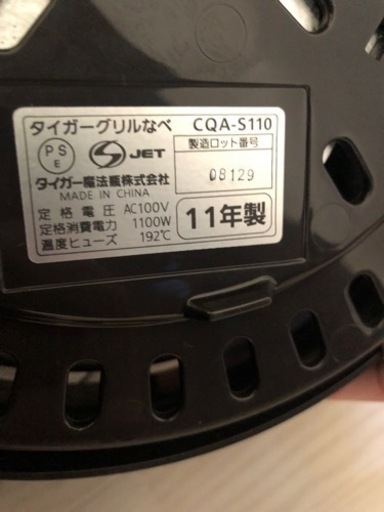 タイガーグリルなべ CQA-S110
PS E JET 製造ロット番号
08129
タイガー魔法瓶株式会社
MADE IN CHINA
定格電圧 AC100V 11年製
定格消費電力 1100W
温度ヒューズ 192℃